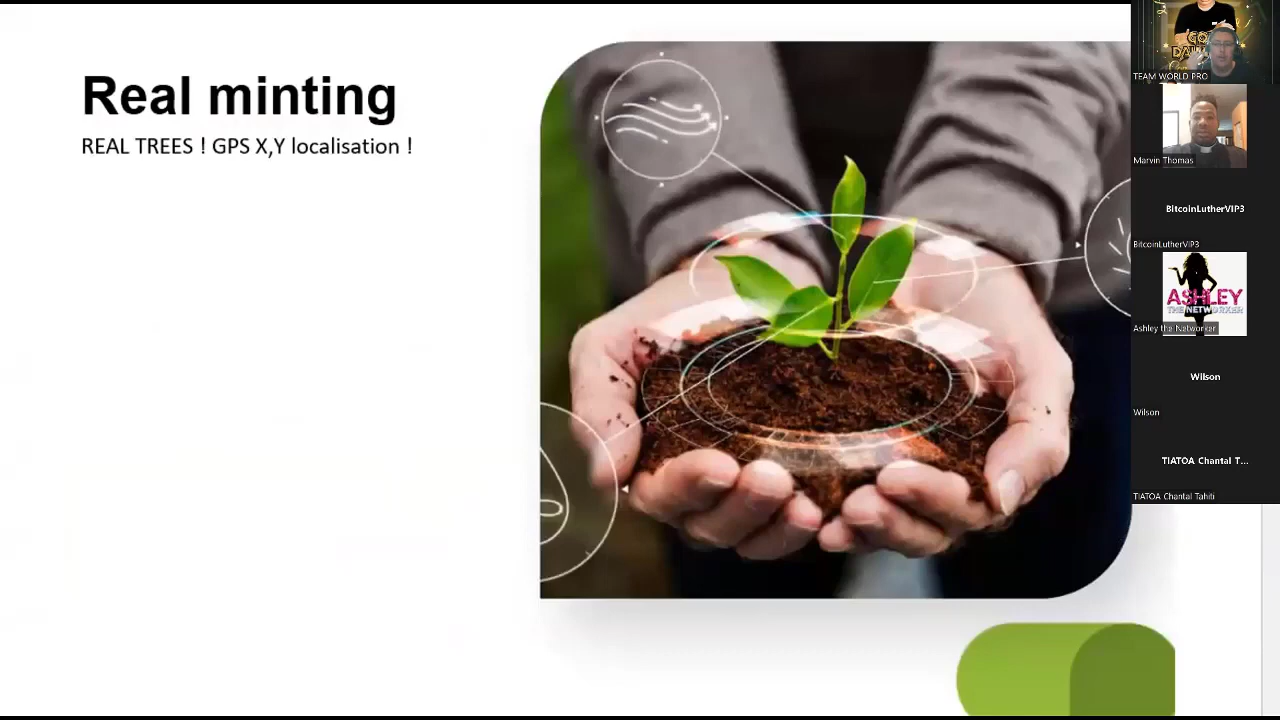 Real minting
REAL TREES ! GPS X,Y localisation !
TEAM WORLD PRO
Marvin Thomas
BitcoinLutherVIP3
BitcoinLutherVIP3
ASHLEY
THE NETWORKER
Ashley the Networker
Wilson
Wilson
TIATOA Chantal T...
TIATOA Chantal Tahiti